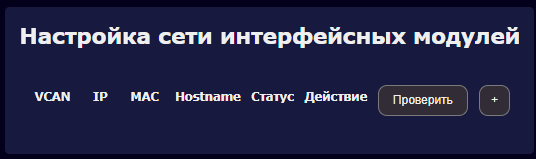 Настройка сети интерфейсных модулей
VCAN IP MAC Hostname Статус Действие Проверить +